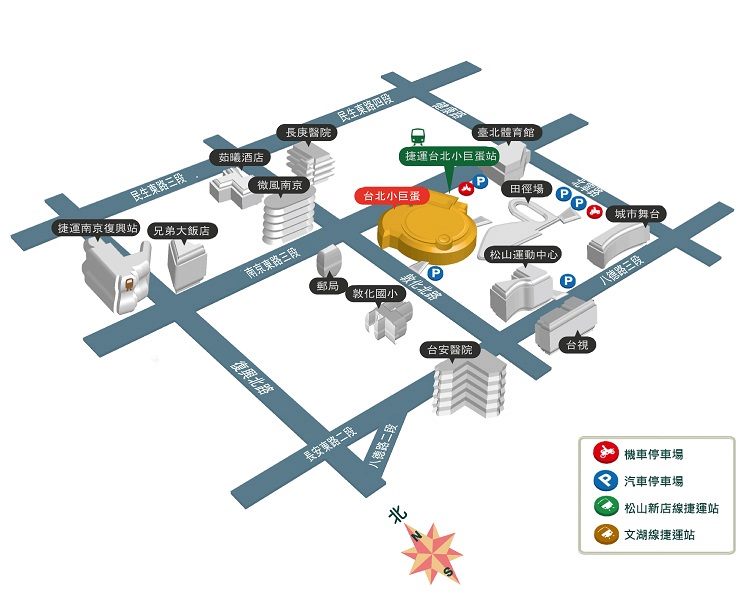 民生東路四段
健康路
長庚醫院
臺北體育館
茹曦酒店
捷運台北小巨蛋站
民生東路三段
微風南京
台北小巨蛋
田徑場
北寧路
P
P
P
捷運南京復興站
兄弟大飯店
城市舞台
南京東路三段
松山運動中心
郵局
敦化北路
P
P
八德路三段
敦化國小
台視
台安醫院
復興北路
長安東路二段
八德路二段
機車停車場
P
汽車停車場
松山新店線捷運站
文湖線捷運站
北
N
S